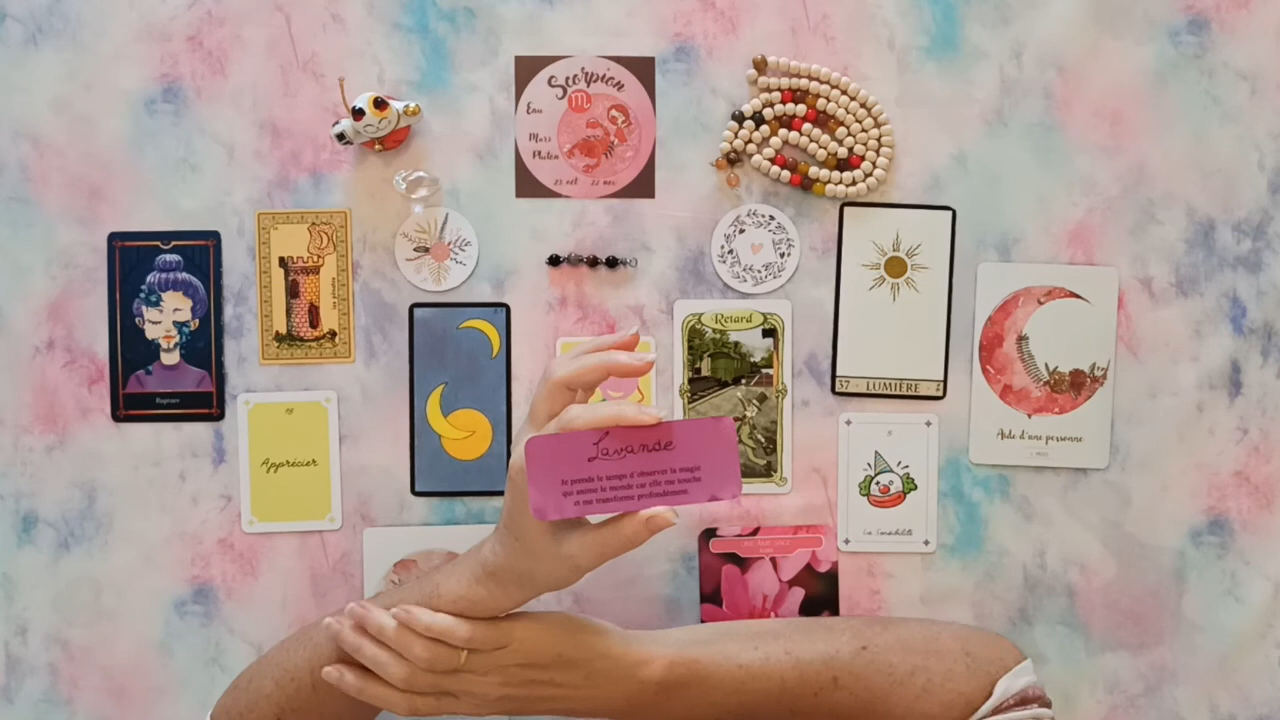 Scorpion
Eau
Mars
Pluton
23 oct 22 nov
Retard
37 LUMIÈRE
Rupture
18
Apprécier
Lavande
Je prends le temps d'observer la magie
qui anime le monde car elle me touche
et me transforme profondément.
5
La Sensibilité
Aide d'une personne